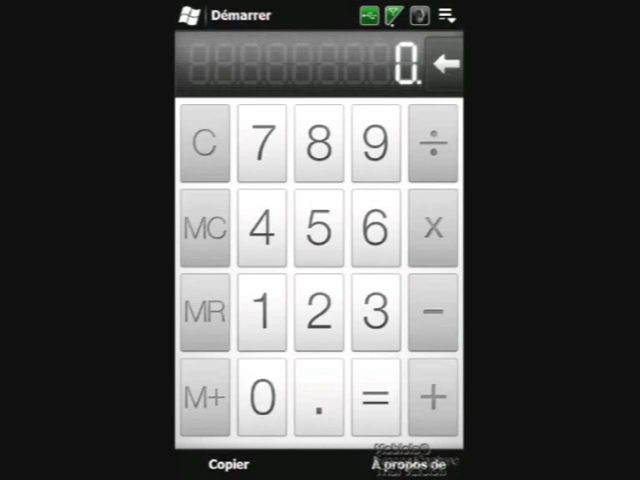 Démarrer
0.
C 7 8 9 ÷
MC 4 5 6 x
MR 1 2 3 −
M+ 0 . = +
Copier À propos de